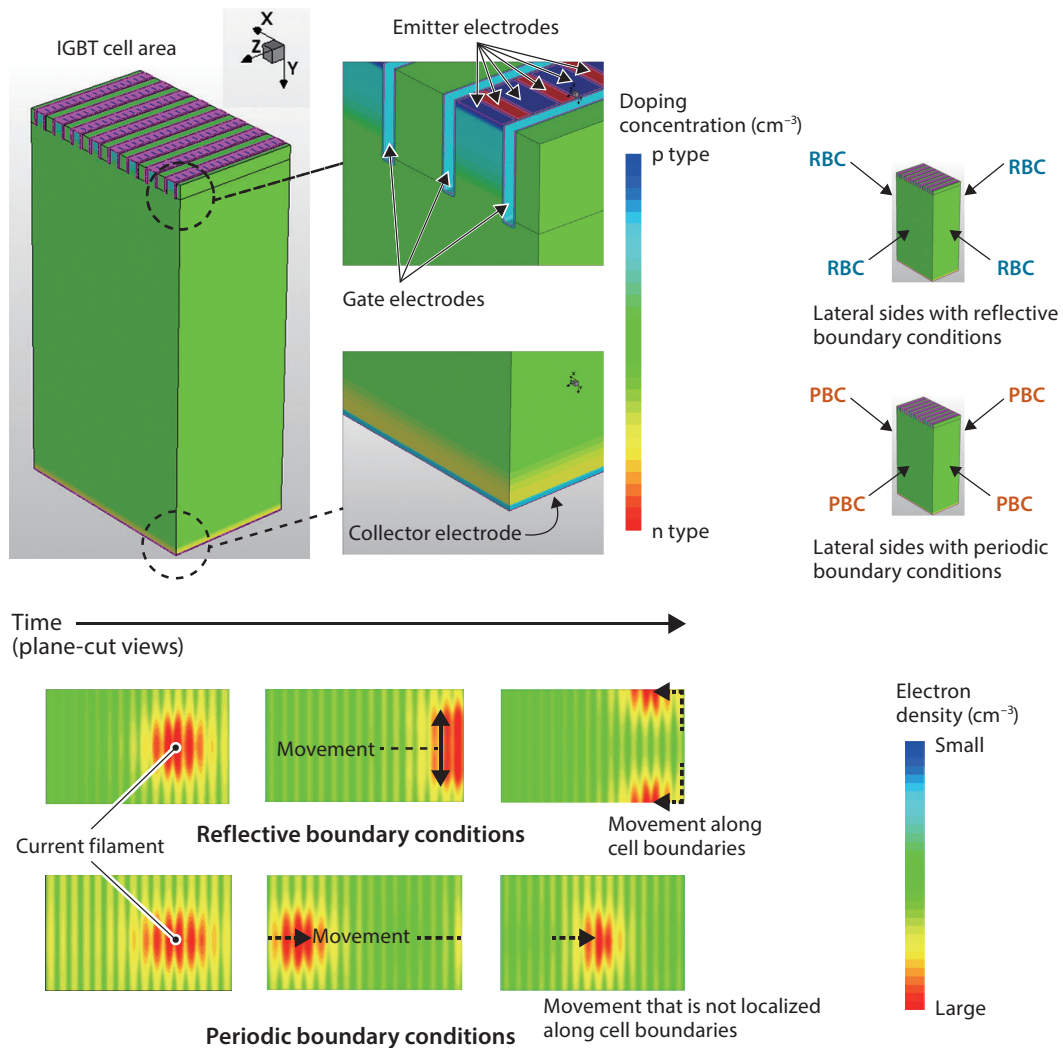 IGBT cell area
X
Z
Y
Emitter electrodes
Gate electrodes
Collector electrode
Doping
concentration (cm⁻³)
p type
n type
RBC
RBC
RBC
RBC
Lateral sides with reflective
boundary conditions
PBC
PBC
PBC
PBC
Lateral sides with periodic
boundary conditions
Time
(plane-cut views)
Movement
Current filament
Reflective boundary conditions
Movement along
cell boundaries
Movement
Periodic boundary conditions
Movement that is not localized
along cell boundaries
Electron
density (cm⁻³)
Small
Large